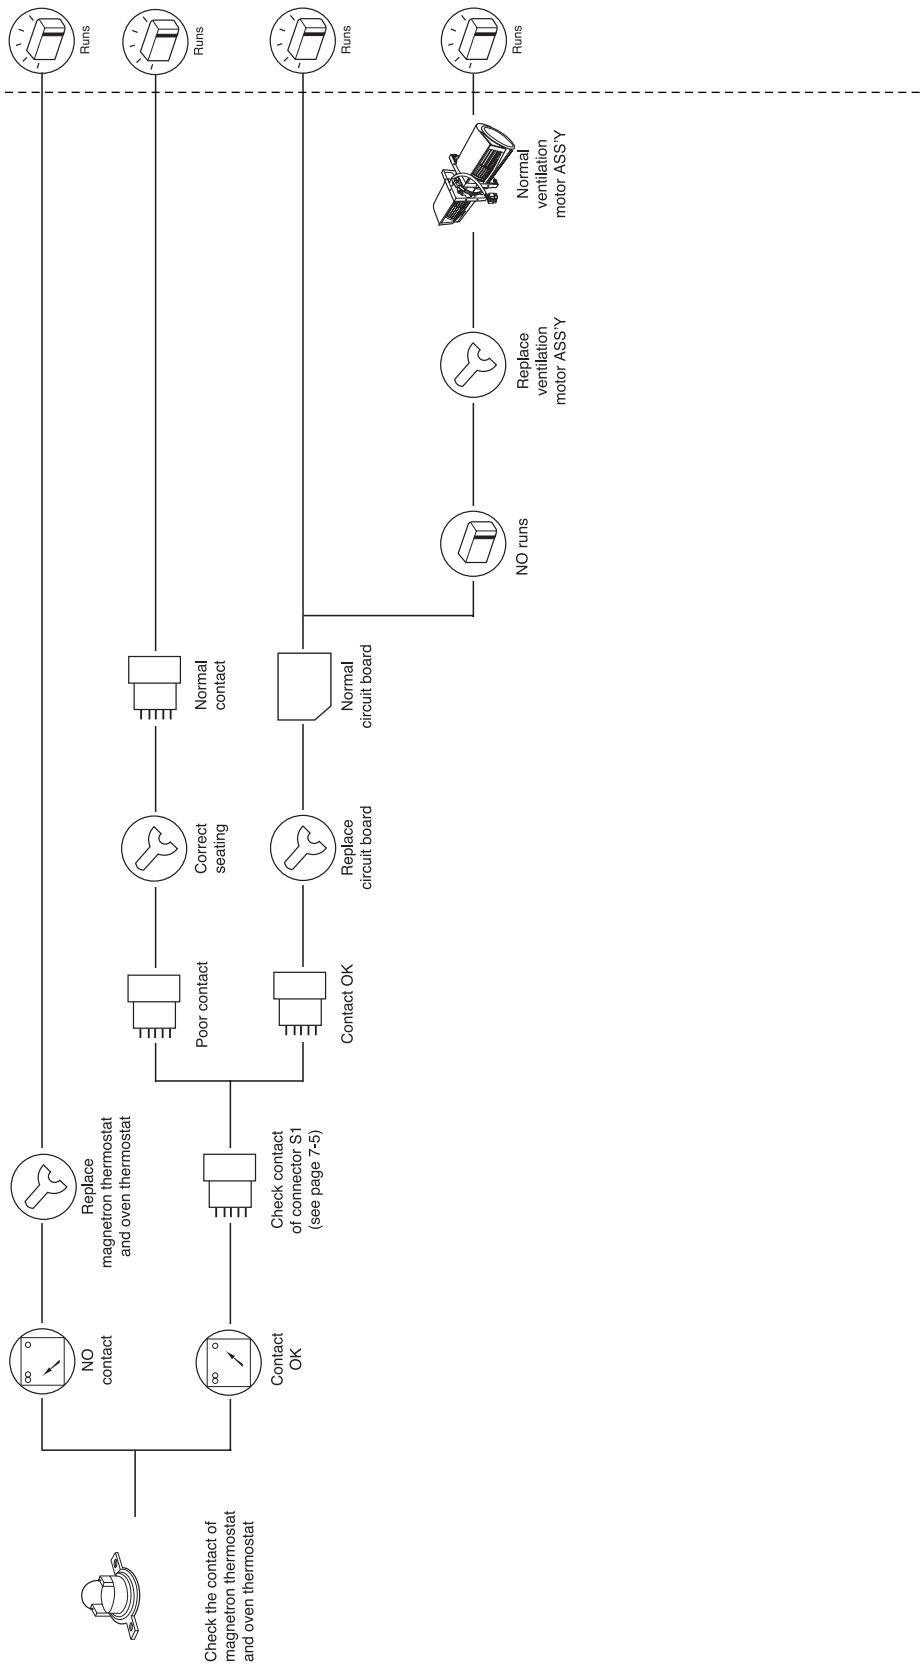 Check the contact of
magnetron thermostat
and oven thermostat
NO
contact
Replace
magnetron thermostat
and oven thermostat
Runs
Contact
OK
Check contact
of connector S1
(see page 7-5)
Poor contact
Correct
seating
Normal
contact
Runs
Contact OK
Replace
circuit board
Normal
circuit board
Runs
NO runs
Replace
ventilation
motor ASS'Y
Normal
ventilation
motor ASS'Y
Runs